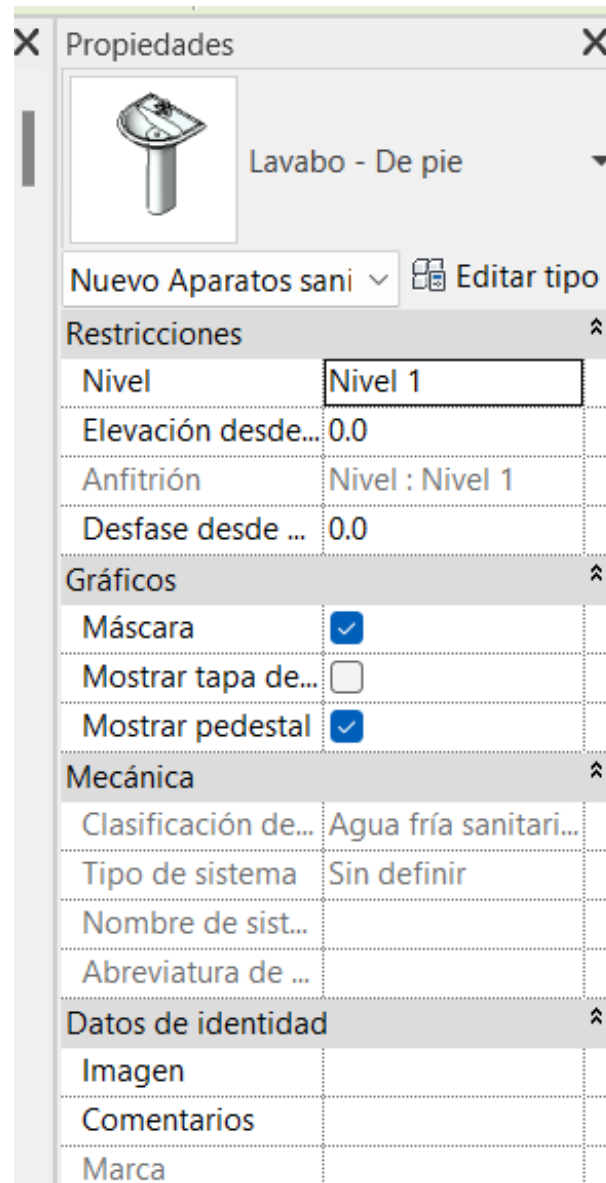 Propiedades
Lavabo - De pie
Nuevo Aparatos sani
Editar tipo
Restricciones
Nivel Nivel 1
Elevación desde... 0.0
Anfitrión Nivel : Nivel 1
Desfase desde ... 0.0
Gráficos
Máscara
Mostrar tapa de...
Mostrar pedestal
Mecánica
Clasificación de... Agua fría sanitari...
Tipo de sistema Sin definir
Nombre de sist...
Abreviatura de ...
Datos de identidad
Imagen
Comentarios
Marca